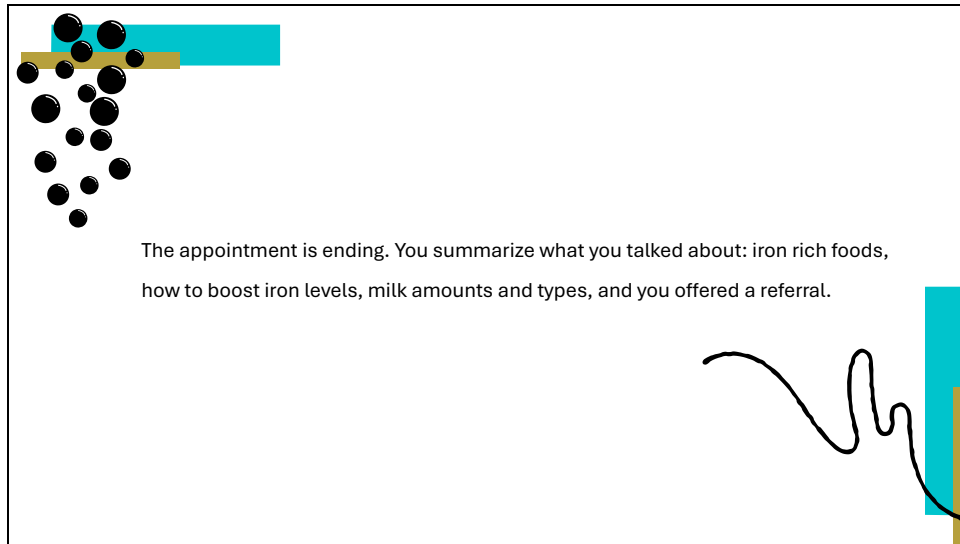 The appointment is ending. You summarize what you talked about: iron rich foods,
how to boost iron levels, milk amounts and types, and you offered a referral.